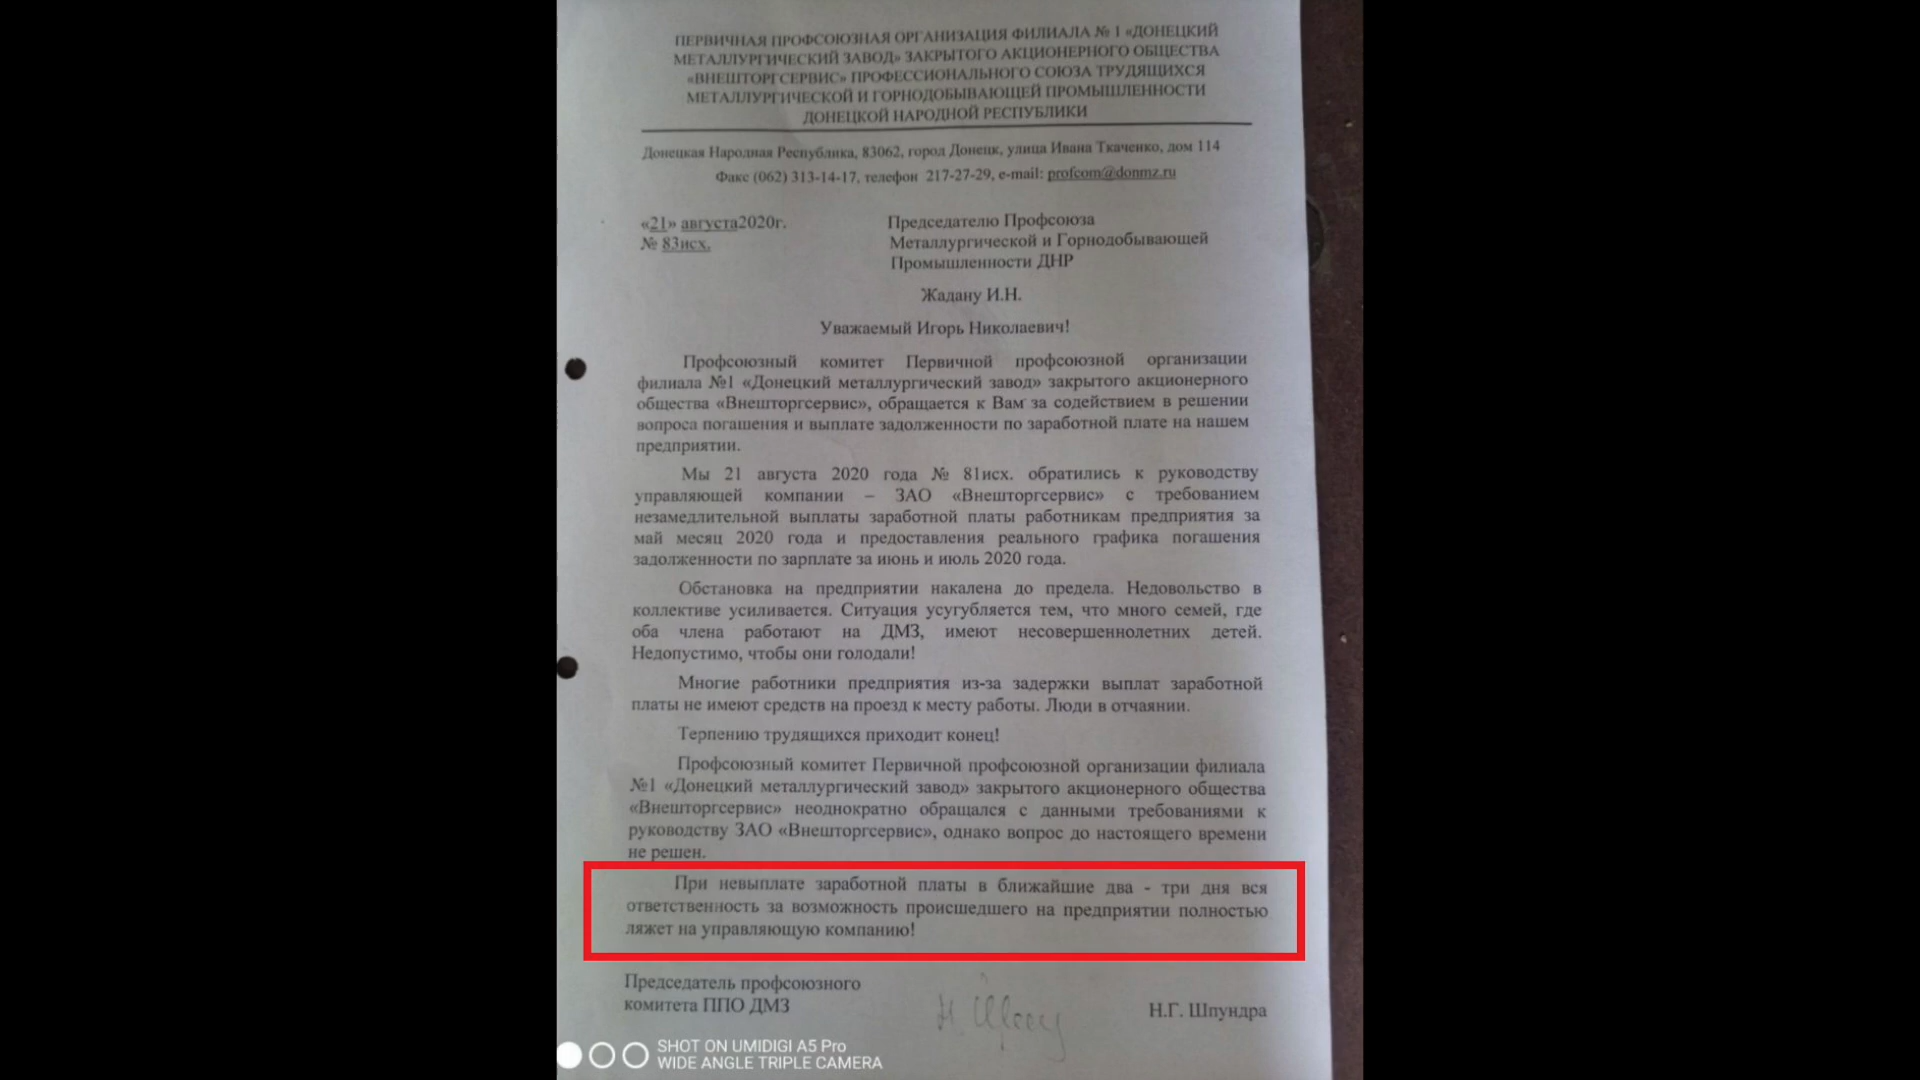 ПЕРВИЧНАЯ ПРОФСОЮЗНАЯ ОРГАНИЗАЦИЯ ФИЛИАЛА № 1 «ДОНЕЦКИЙ
МЕТАЛЛУРГИЧЕСКИЙ ЗАВОД» ЗАКРЫТОГО АКЦИОНЕРНОГО ОБЩЕСТВА
«ВНЕШТОРГСЕРВИС» ПРОФЕССИОНАЛЬНОГО СОЮЗА ТРУДЯЩИХСЯ
МЕТАЛЛУРГИЧЕСКОЙ И ГОРНОДОБЫВАЮЩЕЙ ПРОМЫШЛЕННОСТИ
ДОНЕЦКОЙ НАРОДНОЙ РЕСПУБЛИКИ
Донецкая Народная Республика, 83062, город Донецк, улица Ивана Ткаченко, дом 114
Факс (062) 313-14-17, телефон 217-27-29, e-mail: profcom@donmz.ru
«21» августа2020г.
№ 83исх.
Председателю Профсоюза
Металлургической и Горнодобывающей
Промышленности ДНР
Жадану И.Н.
Уважаемый Игорь Николаевич!
Профсоюзный комитет Первичной профсоюзной организации
филиала №1 «Донецкий металлургический завод» закрытого акционерного
общества «Внешторгсервис», обращается к Вам за содействием в решении
вопроса погашения и выплате задолженности по заработной плате на нашем
предприятии.
Мы 21 августа 2020 года № 81исх. обратились к руководству
управляющей компании – ЗАО «Внешторгсервис» с требованием
незамедлительной выплаты заработной платы работникам предприятия за
май месяц 2020 года и предоставления реального графика погашения
задолженности по зарплате за июнь и июль 2020 года.
Обстановка на предприятии накалена до предела. Недовольство в
коллективе усиливается. Ситуация усугубляется тем, что много семей, где
оба члена работают на ДМЗ, имеют несовершеннолетних детей.
Недопустимо, чтобы они голодали!
Многие работники предприятия из-за задержки выплат заработной
платы не имеют средств на проезд к месту работы. Люди в отчаянии.
Терпению трудящихся приходит конец!
Профсоюзный комитет Первичной профсоюзной организации филиала
№1 «Донецкий металлургический завод» закрытого акционерного общества
«Внешторгсервис» неоднократно обращался с данными требованиями к
руководству ЗАО «Внешторгсервис», однако вопрос до настоящего времени
не решен.
При невыплате заработной платы в ближайшие два - три дня вся
ответственность за возможность происшедшего на предприятии полностью
ляжет на управляющую компанию!
Председатель профсоюзного
комитета ППО ДМЗ
Н.Г. Шпундра
SHOT ON UMIDIGI A5 Pro
WIDE ANGLE TRIPLE CAMERA